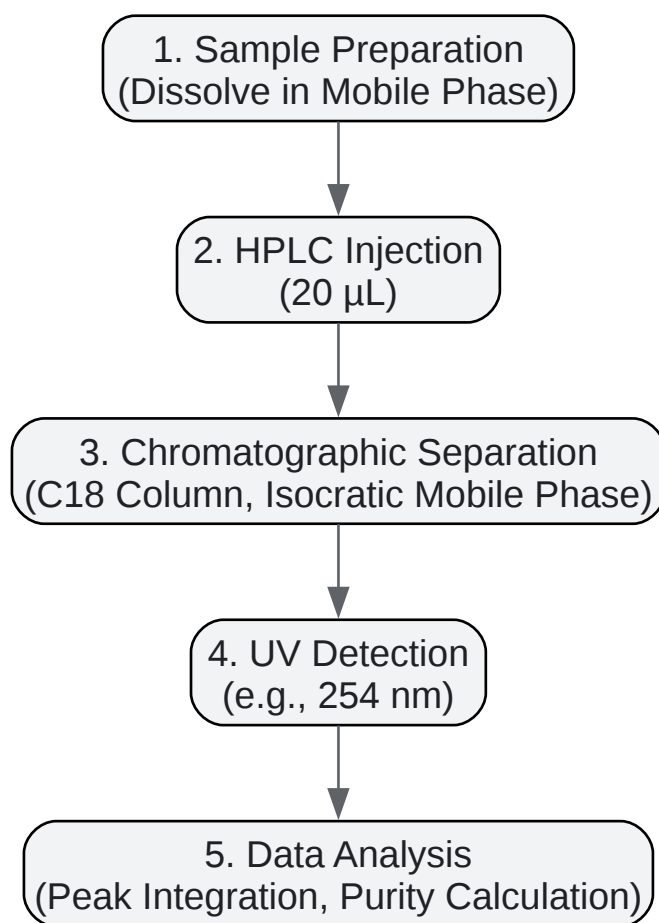 1. Sample Preparation
(Dissolve in Mobile Phase)
2. HPLC Injection
(20 µL)
3. Chromatographic Separation
(C18 Column, Isocratic Mobile Phase)
4. UV Detection
(e.g., 254 nm)
5. Data Analysis
(Peak Integration, Purity Calculation)